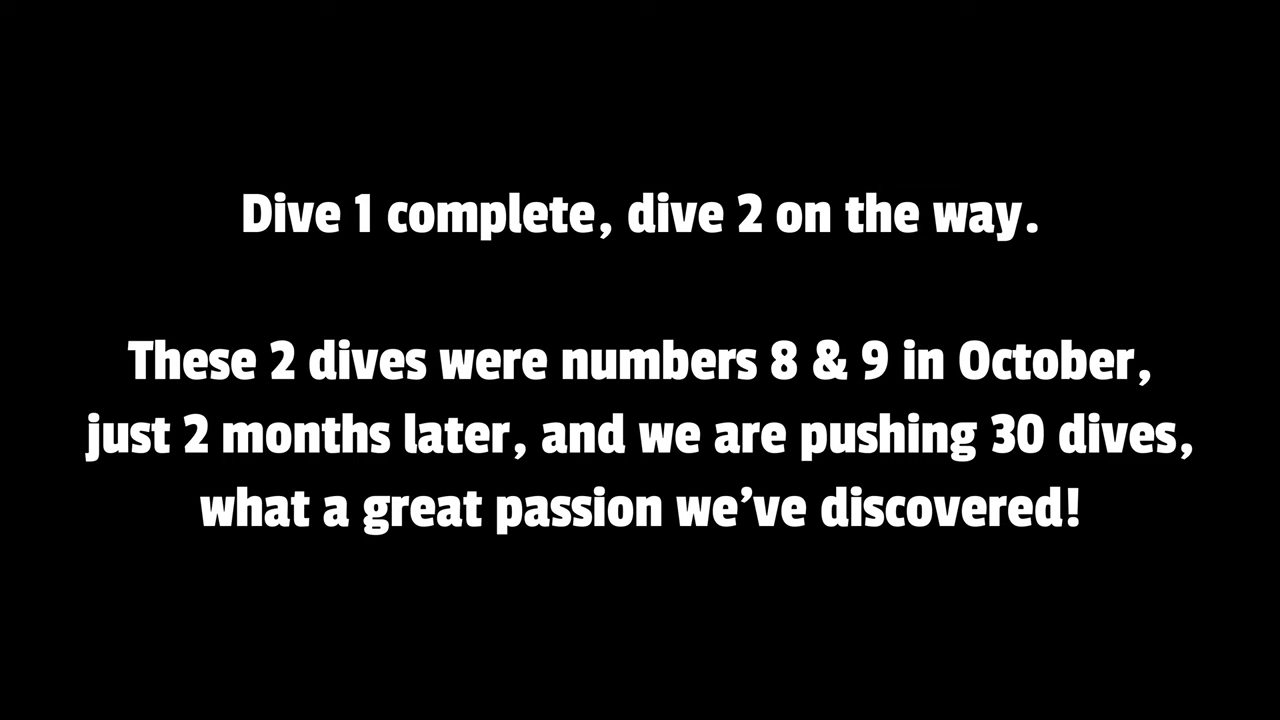 Dive 1 complete, dive 2 on the way.
These 2 dives were numbers 8 & 9 in October,
just 2 months later, and we are pushing 30 dives,
what a great passion we’ve discovered!